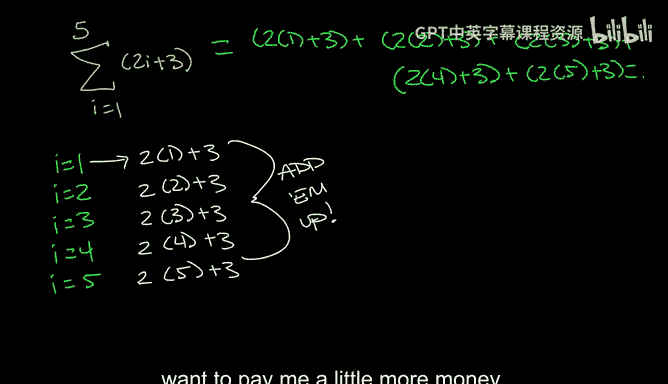 GPT由英字幕课程资源 bilibili
5
∑ (2i+3) = (2(1)+3) + (2(2)+3) + (2(3)+3)+
i=1
(2(4)+3) + (2(5)+3) =
i=1 → 2(1)+3
i=2 2(2)+3
i=3 2(3)+3
i=4 2(4)+3
i=5 2(5)+3
ADD
'EM
UP!
want to pay me a little more money